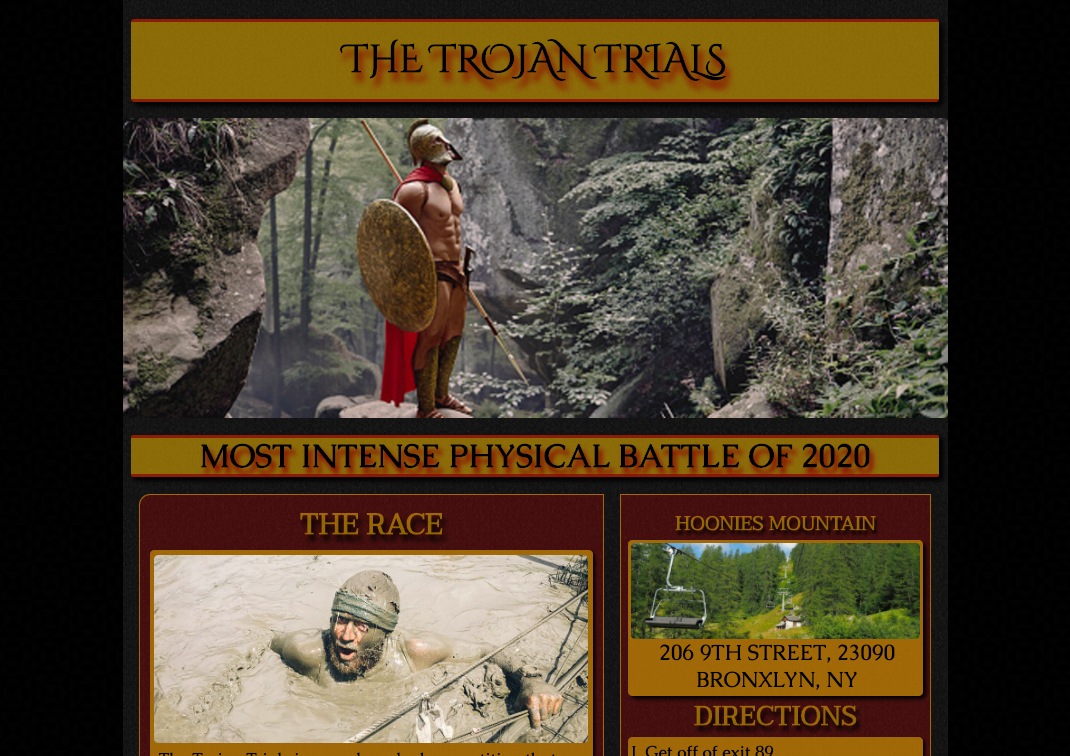 THE TROJAN TRIALS
MOST INTENSE PHYSICAL BATTLE OF 2020
THE RACE
HOONIES MOUNTAIN
206 9TH STREET, 23090
BRONXLYN, NY
DIRECTIONS
I. Get off of exit 89